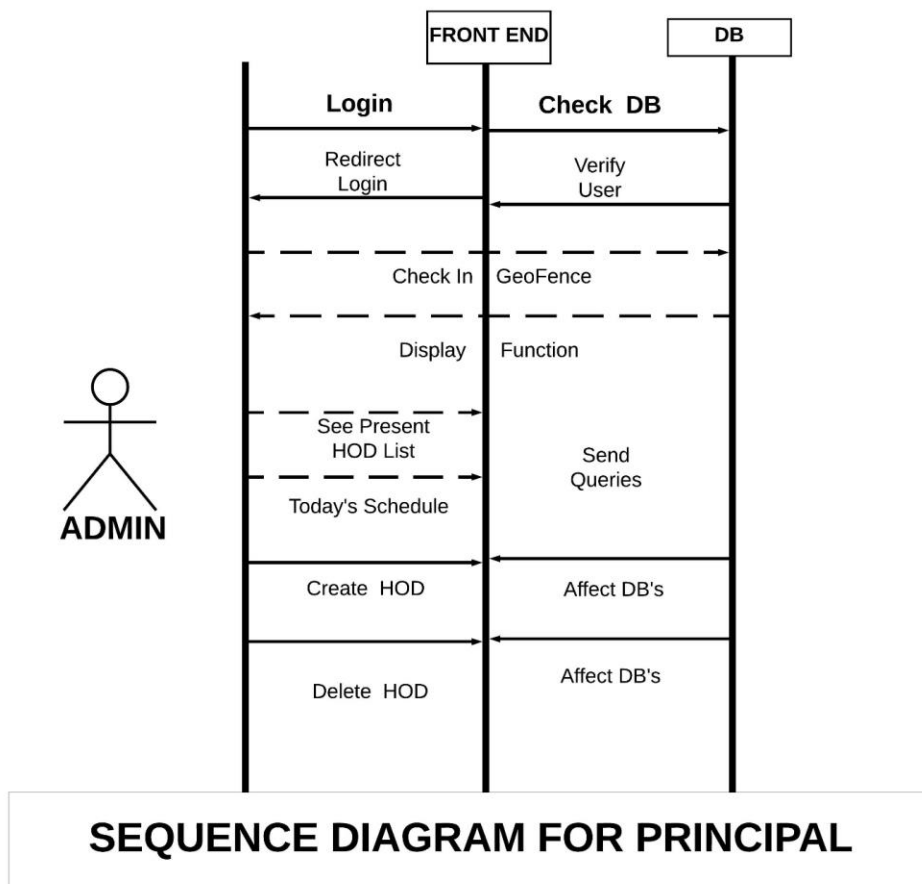 FRONT END
DB
Login
Check DB
Redirect
Login
Verify
User
Check In GeoFence
Display Function
See Present
HOD List
Send
Queries
Today's Schedule
ADMIN
Create HOD
Affect DB's
Delete HOD
Affect DB's
SEQUENCE DIAGRAM FOR PRINCIPAL